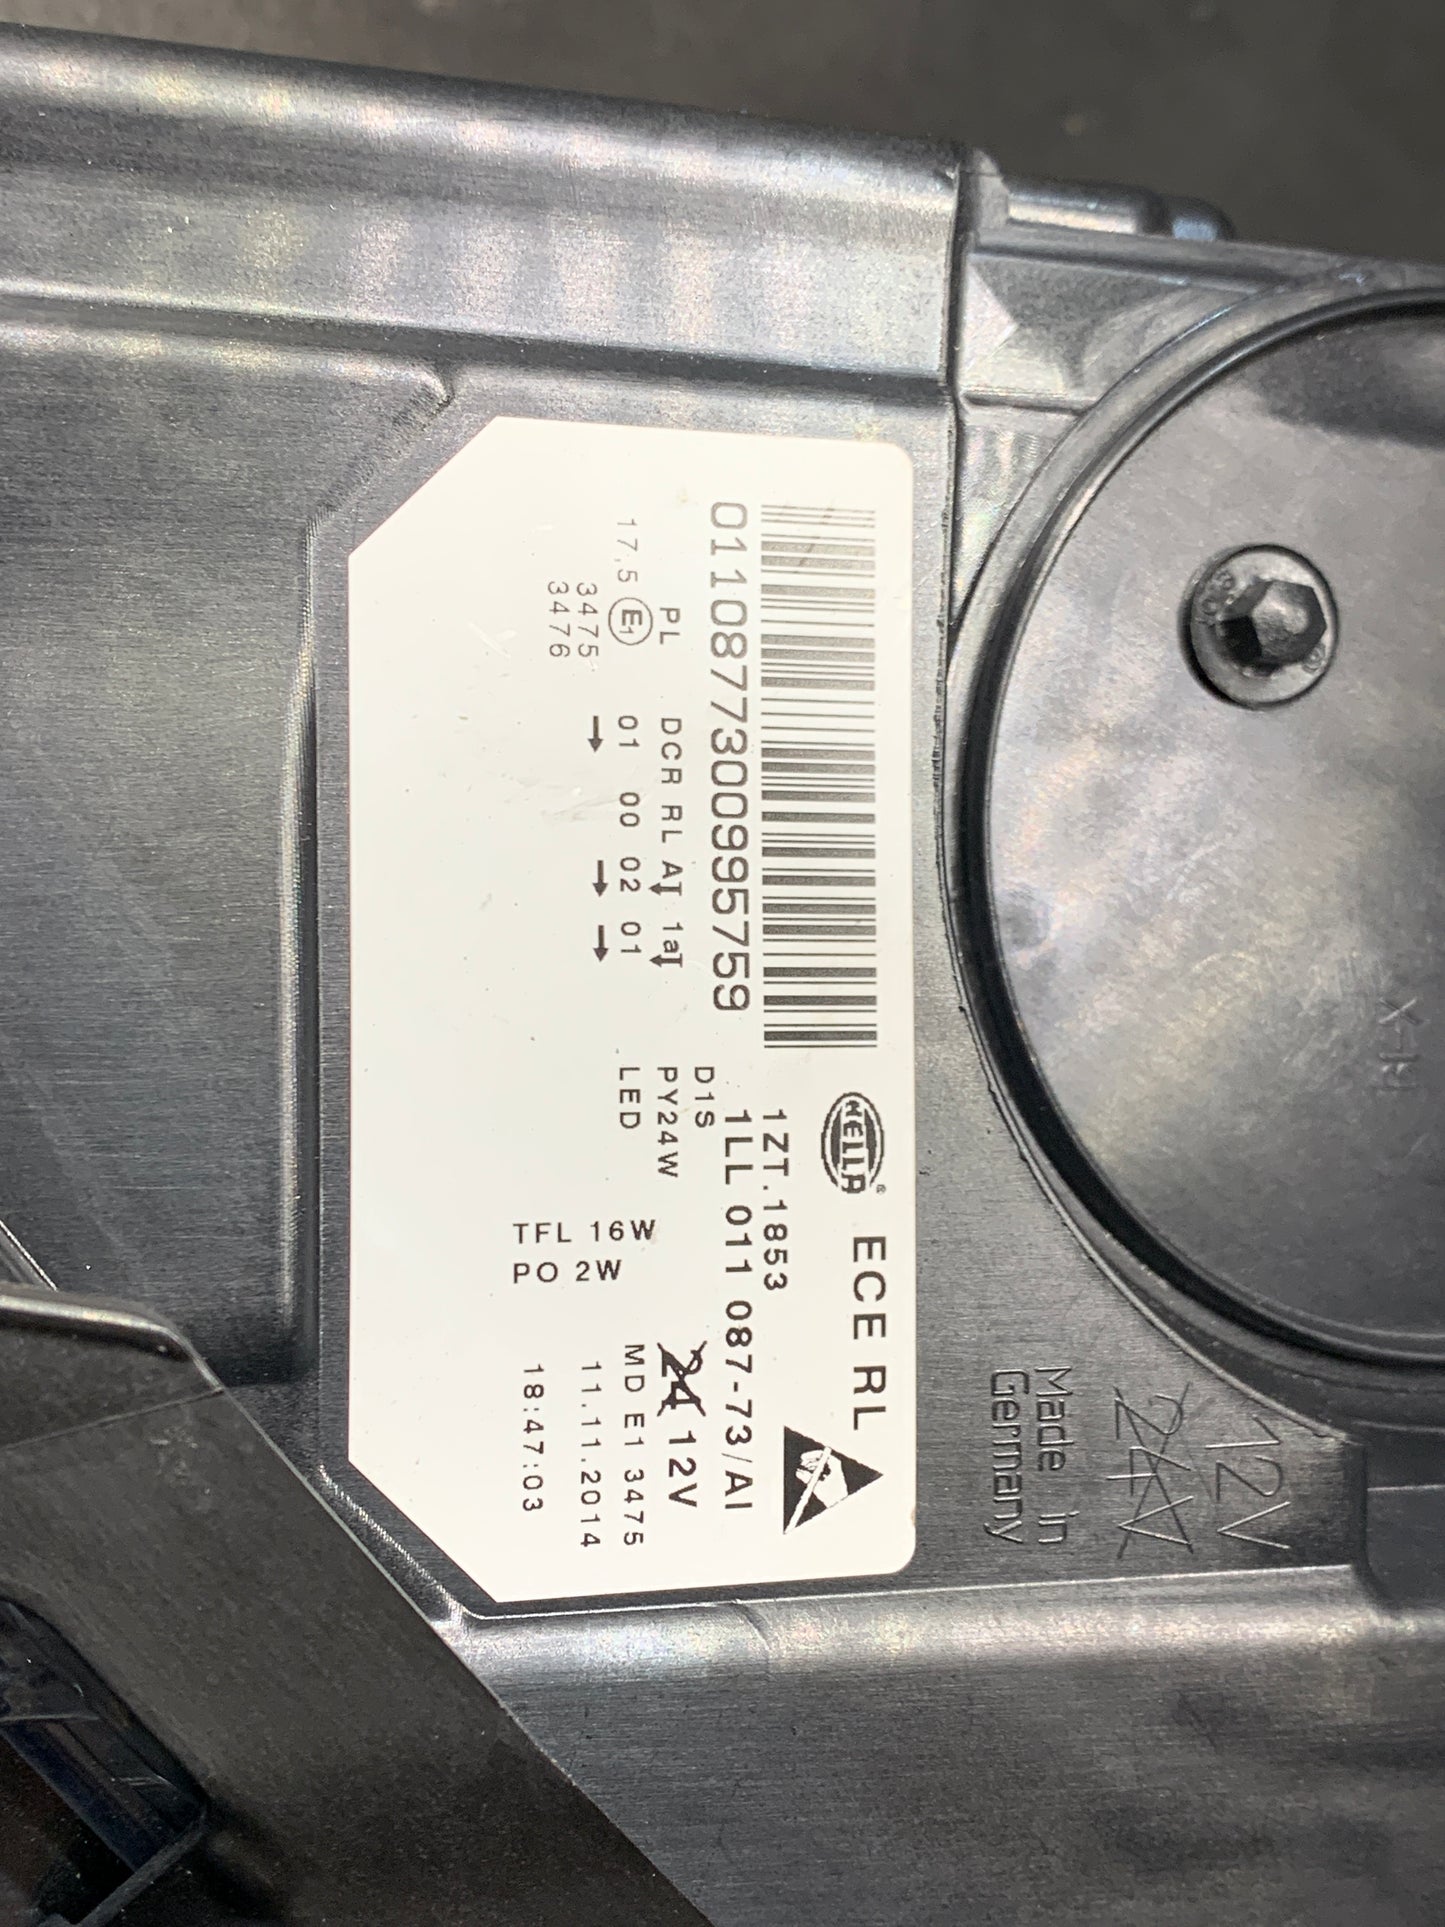 HELLA® ECE RL
1ZT.1853
01108773009957 59
1LL 011 087-73/AI
D1S
PL DCR RL AI 1aI
PY24W
24 12V
17,5 E1 01 00 02 01
LED
TFL 16W
PO 2W
3475
3476
MD E1 3475
11.11.2014
18:47:03
12V
24V
Made in
Germany